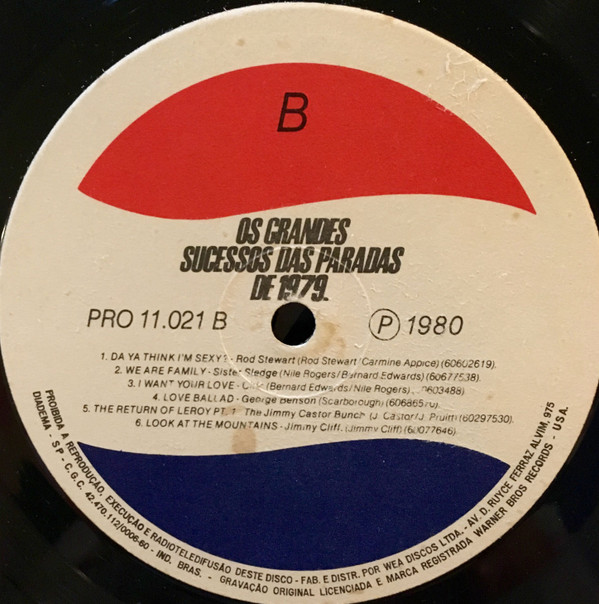 B
OS GRANDES
SUCESSOS DAS PARADAS
DE 1979.
PRO 11.021 B
P 1980
1. DA YA THINK I'M SEXY? - Rod Stewart (Rod Stewart/Carmine Appice) (60602619).
2. WE ARE FAMILY - Sister Sledge (Nile Rogers/Bernard Edwards) (60677538).
3. I WANT YOUR LOVE - (Bernard Edwards/Nile Rogers)
4. LOVE BALLAD - George Benson (Scarborough)
5. THE RETURN OF LEROY PT. 1 - The Jimmy Castor Bunch (J. Castor/J. Pruitt) (60297530).
6. LOOK AT THE MOUNTAINS - Jimmy Cliff. (Jimmy Cliff) (60077646).
PROIBIDA A REPRODUÇÃO, EXECUÇÃO E RADIOTELEDIFUSÃO DESTE DISCO - FAB. E DISTR. POR WEA DISCOS LTDA. - AV. D. RUYCE FERRAZ ALVIM, 975
DIADEMA - SP - C.G.C. 42.470.112/0006-60 - IND. BRAS. - GRAVAÇÃO ORIGINAL LICENCIADA E MARCA REGISTRADA WARNER BROS RECORDS - USA.